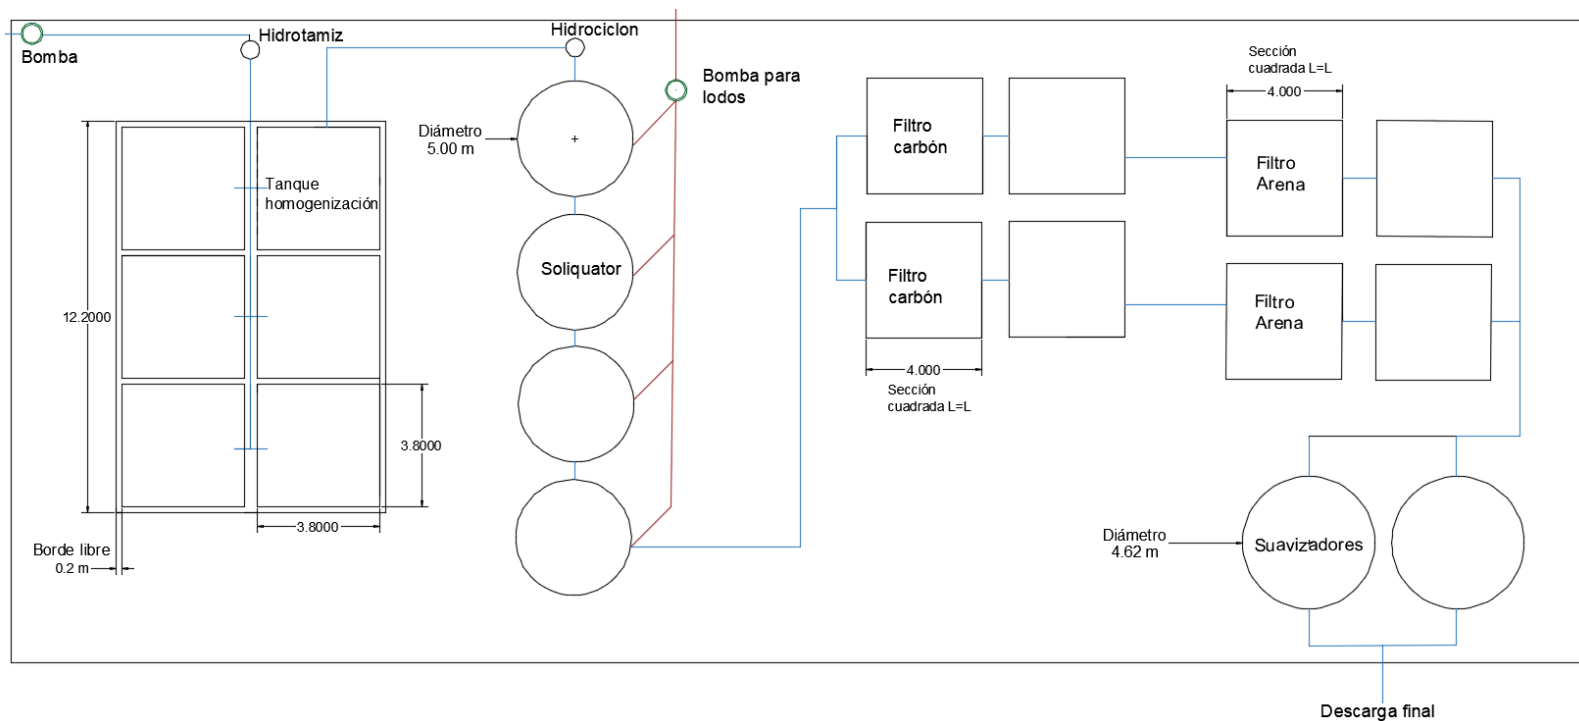 Bomba
Hidrotamiz
Hidrociclon
Bomba para
lodos
Diámetro
5.00 m
Tanque
homogenización
Soliquator
12.2000
3.8000
3.8000
Borde libre
0.2 m
Filtro
carbón
Filtro
carbón
4.000
Sección
cuadrada L=L
Sección
cuadrada L=L
4.000
Filtro
Arena
Filtro
Arena
Diámetro
4.62 m
Suavizadores
Descarga final